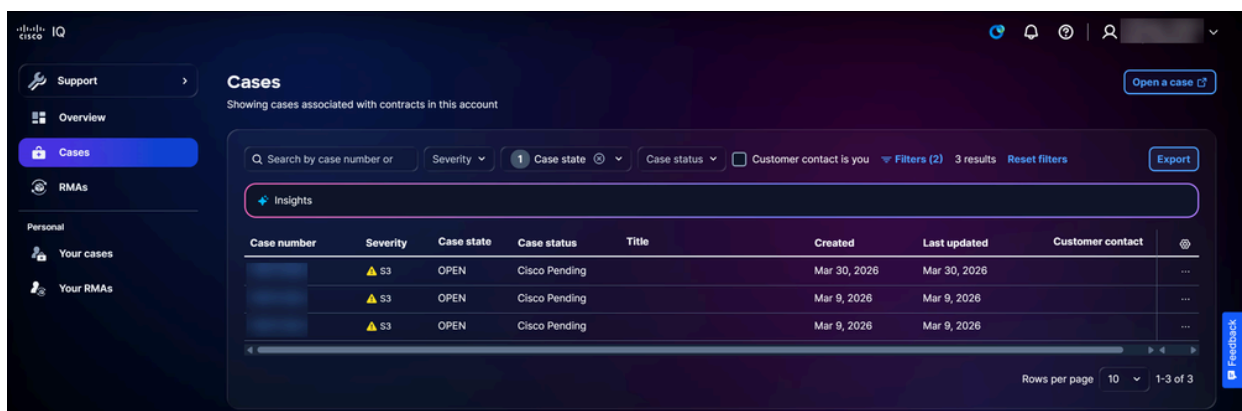 cisco IQ
Support
Overview
Cases
RMAs
Personal
Your cases
Your RMAs
Cases
Open a case
Showing cases associated with contracts in this account
Search by case number or
Severity
1 Case state
Case status
Customer contact is you
Filters (2)
3 results
Reset filters
Export
Insights
Case number Severity Case state Case status Title Created Last updated Customer contact
S3 OPEN Cisco Pending Mar 30, 2026 Mar 30, 2026 ...
S3 OPEN Cisco Pending Mar 9, 2026 Mar 9, 2026 ...
S3 OPEN Cisco Pending Mar 9, 2026 Mar 9, 2026 ...
Rows per page 10 1-3 of 3
Feedback